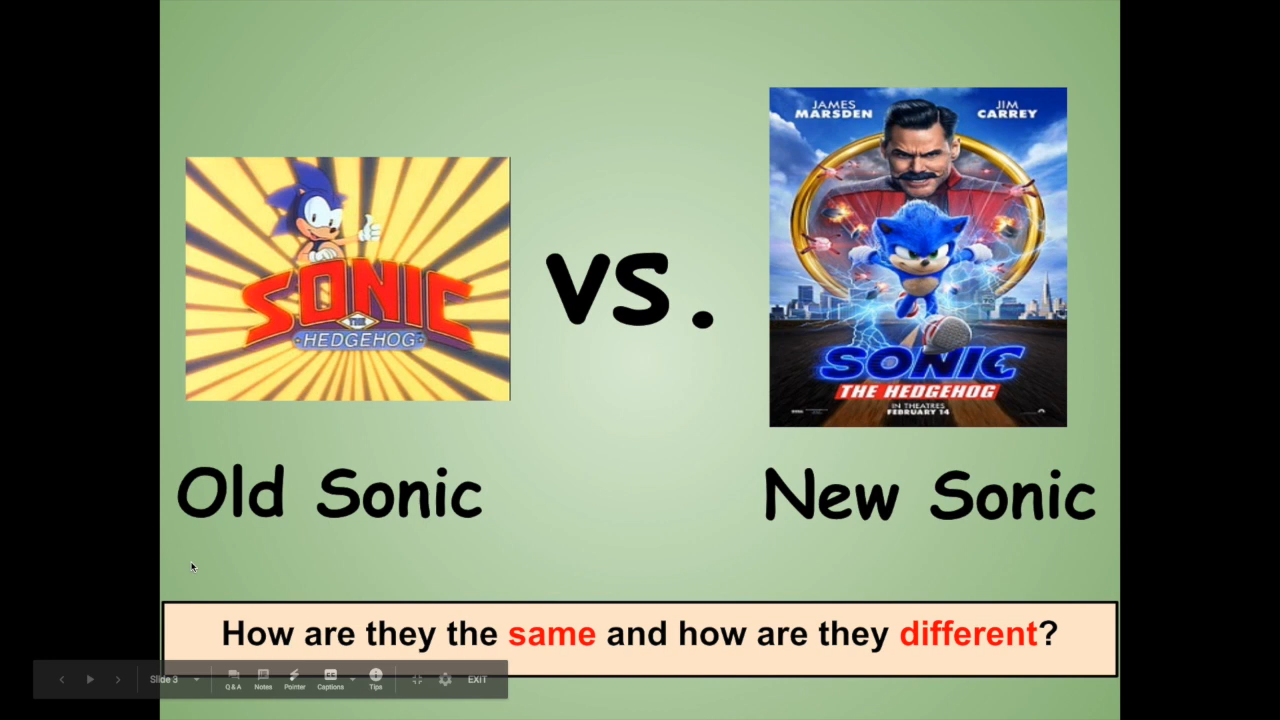 JAMES MARSDEN
JIM CARREY
SONIC
THE
HEDGEHOG
vs.
SONIC
THE HEDGEHOG
IN THEATRES
FEBRUARY 14
Old Sonic
New Sonic
How are they the same and how are they different?
Slide 3
Q&A
Notes
Pointer
CC
Captions
Tips
EXIT